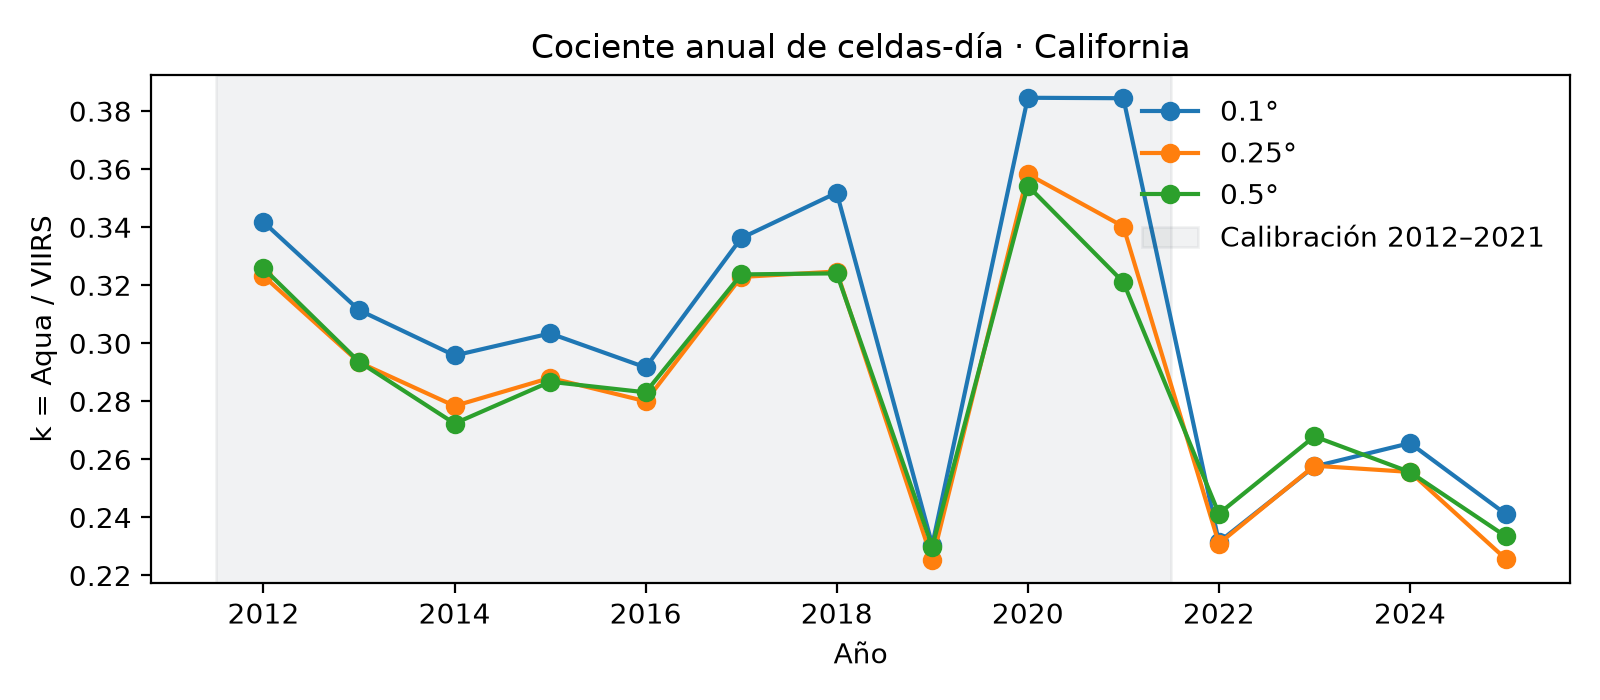 Cociente anual de celdas-día · California
k = Aqua / VIIRS
0.38
0.36
0.34
0.32
0.30
0.28
0.26
0.24
0.22
0.1°
0.25°
0.5°
Calibración 2012–2021
2012 2014 2016 2018 2020 2022 2024
Año